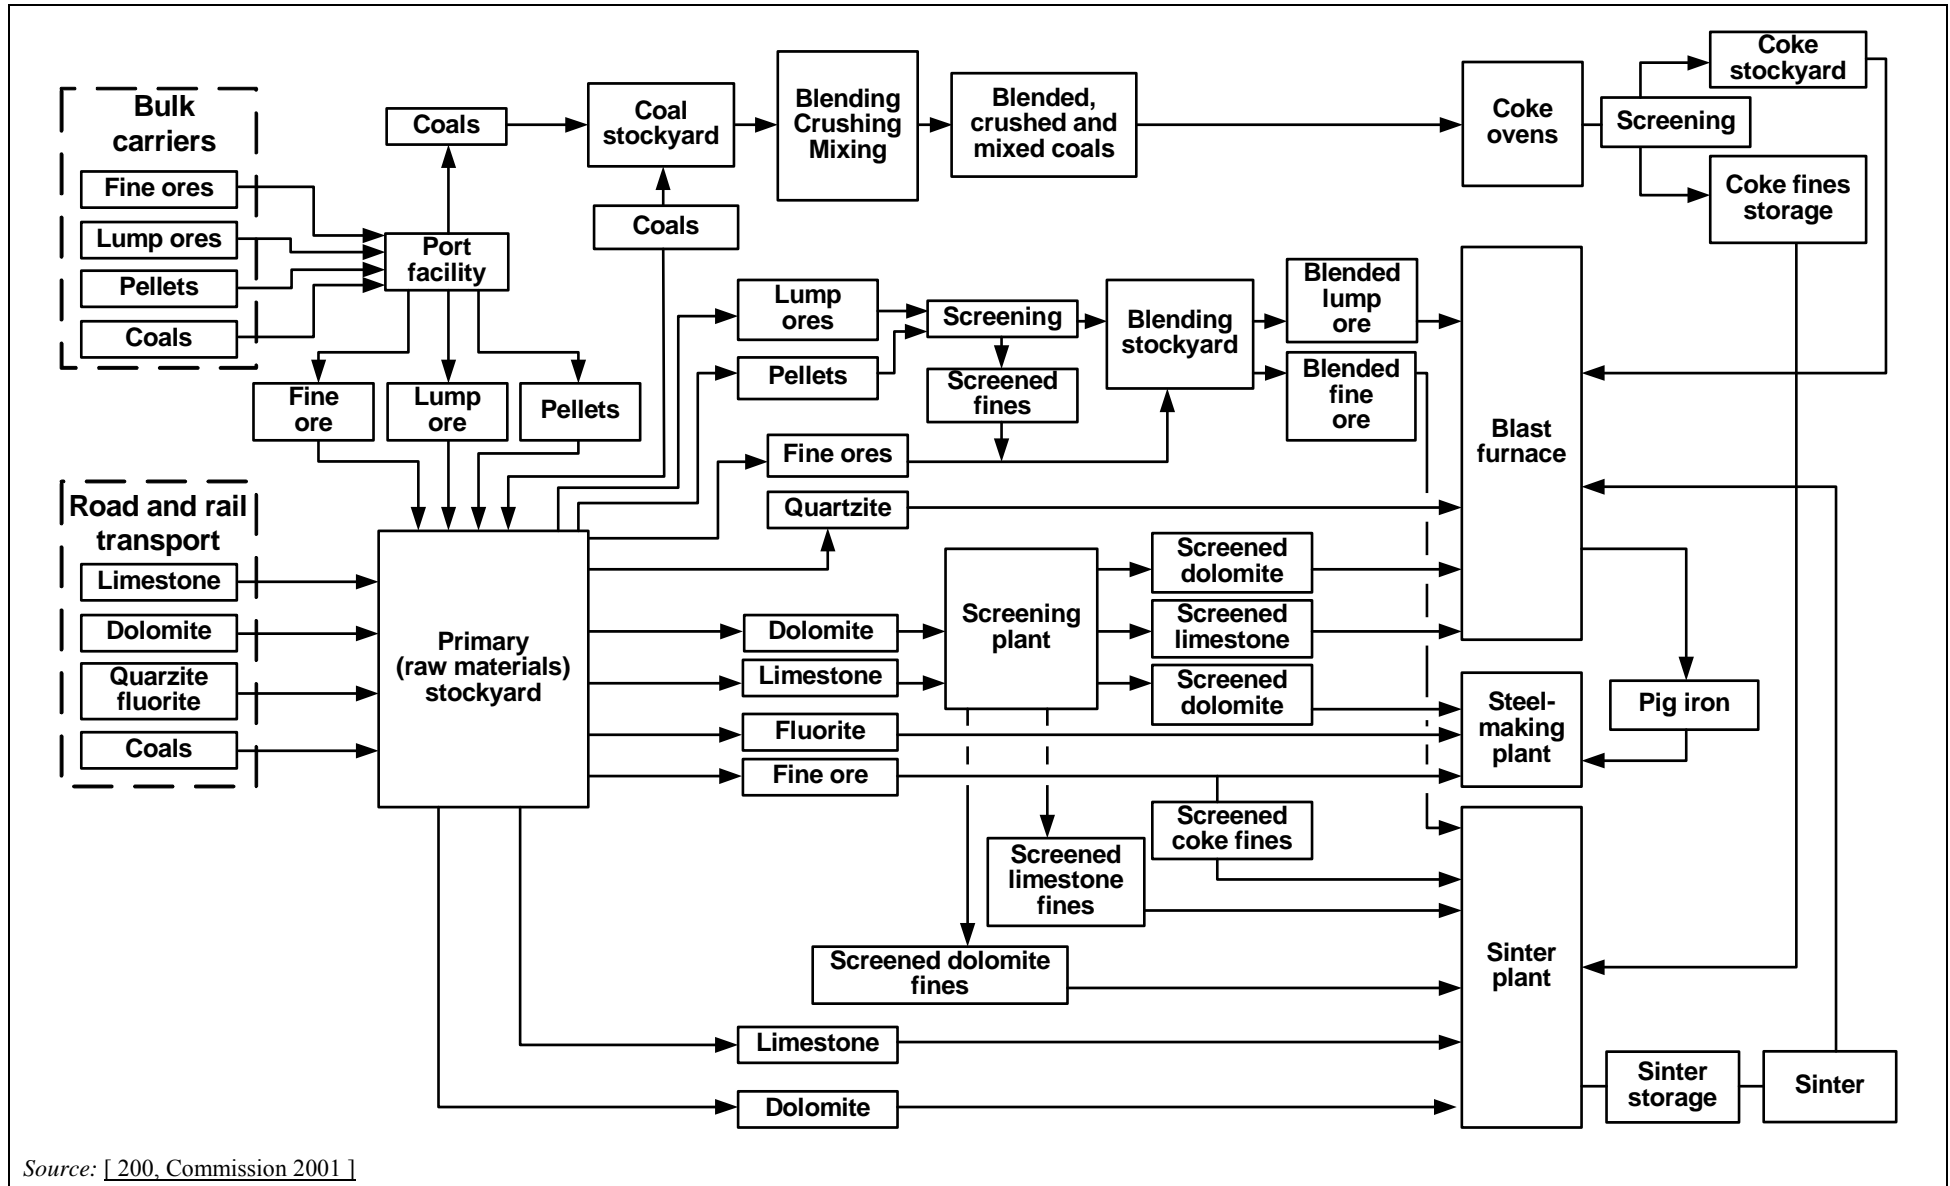 Bulk
carriers
Fine ores
Lump ores
Pellets
Coals
Port
facility
Coals
Coal
stockyard
Coals
Blending
Crushing
Mixing
Blended,
crushed and
mixed coals
Coke
ovens
Screening
Coke
stockyard
Coke fines
storage
Fine
ore
Lump
ore
Pellets
Lump
ores
Pellets
Screening
Screened
fines
Blending
stockyard
Blended
lump
ore
Blended
fine
ore
Blast
furnace
Fine ores
Quartzite
Road and rail
transport
Limestone
Dolomite
Quarzite
fluorite
Coals
Primary
(raw materials)
stockyard
Dolomite
Limestone
Fluorite
Fine ore
Screening
plant
Screened
dolomite
Screened
limestone
Screened
dolomite
Steel-
making
plant
Pig iron
Screened
coke fines
Screened
limestone
fines
Screened dolomite
fines
Limestone
Dolomite
Sinter
plant
Sinter
storage
Sinter
Source: [ 200, Commission 2001 ]